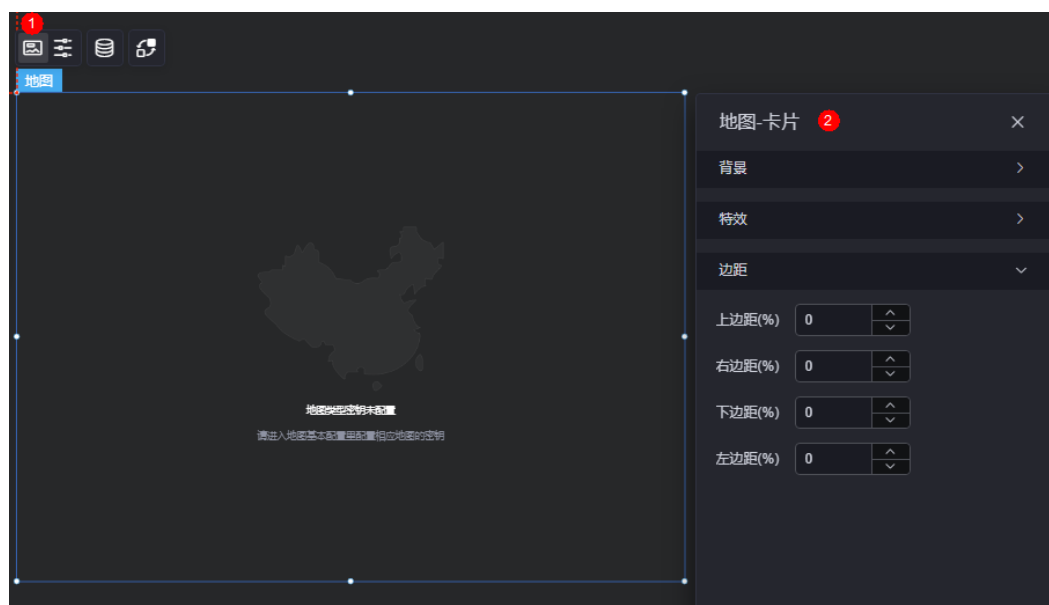 1
地图
地图-卡片 2
背景
特效
边距
上边距(%) 0
右边距(%) 0
下边距(%) 0
左边距(%) 0
地图类型密钥未配置
请进入地图基本配置里配置相应地图的密钥